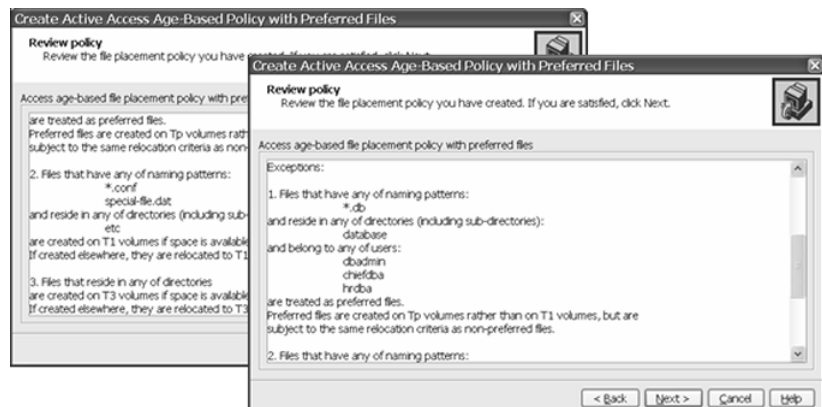 Create Active Access Age-Based Policy with Preferred Files
Review policy
Review the file placement policy you have created. If you are satisfied, click Next.
Access age-based file placement policy with pre
are treated as preferred files.
Preferred files are created on Tp volumes rath
subject to the same relocation criteria as non-
2. Files that have any of naming patterns:
*.conf
special-file.dat
and reside in any of directories (including sub-
etc
are created on T1 volumes if space is available
If created elsewhere, they are relocated to T1
3. Files that reside in any of directories
are created on T3 volumes if space is available
If created elsewhere, they are relocated to T3
Create Active Access Age-Based Policy with Preferred Files
Review policy
Review the file placement policy you have created. If you are satisfied, click Next.
Access age-based file placement policy with preferred files
Exceptions:
1. Files that have any of naming patterns:
*.db
and reside in any of directories (including sub-directories):
database
and belong to any of users:
dbadmin
chiefdba
hrdba
are treated as preferred files.
Preferred files are created on Tp volumes rather than on T1 volumes, but are
subject to the same relocation criteria as non-preferred files.
2. Files that have any of naming patterns:
< Back
Next >
Cancel
Help